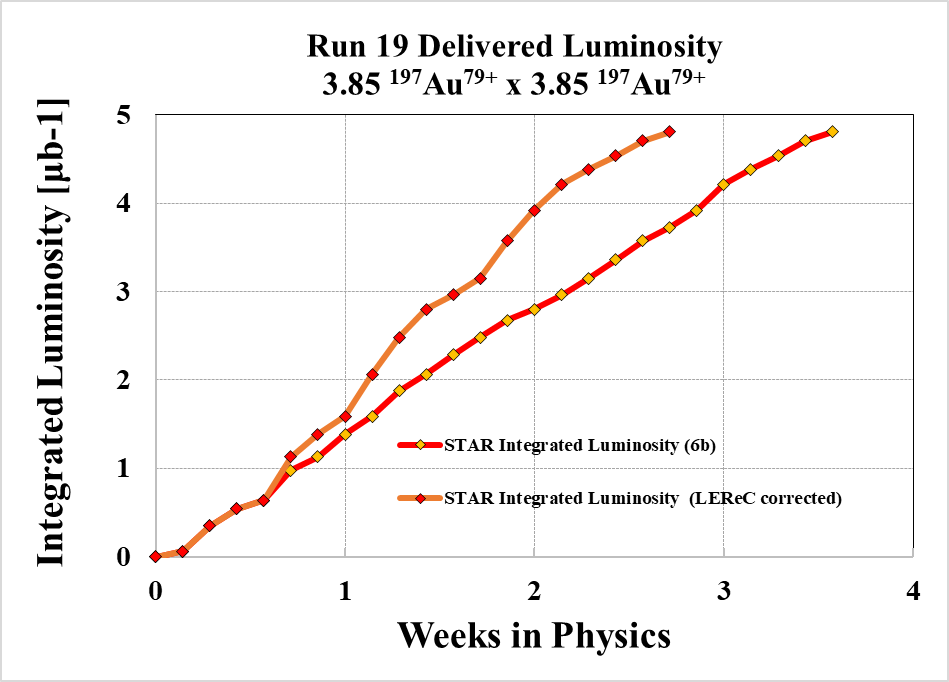 Run 19 Delivered Luminosity
3.85 ¹⁹⁷Au⁷⁹⁺ x 3.85 ¹⁹⁷Au⁷⁹⁺
Integrated Luminosity [µb-1]
5
4
3
2
1
0
STAR Integrated Luminosity (6b)
STAR Integrated Luminosity (LEReC corrected)
0 1 2 3 4
Weeks in Physics